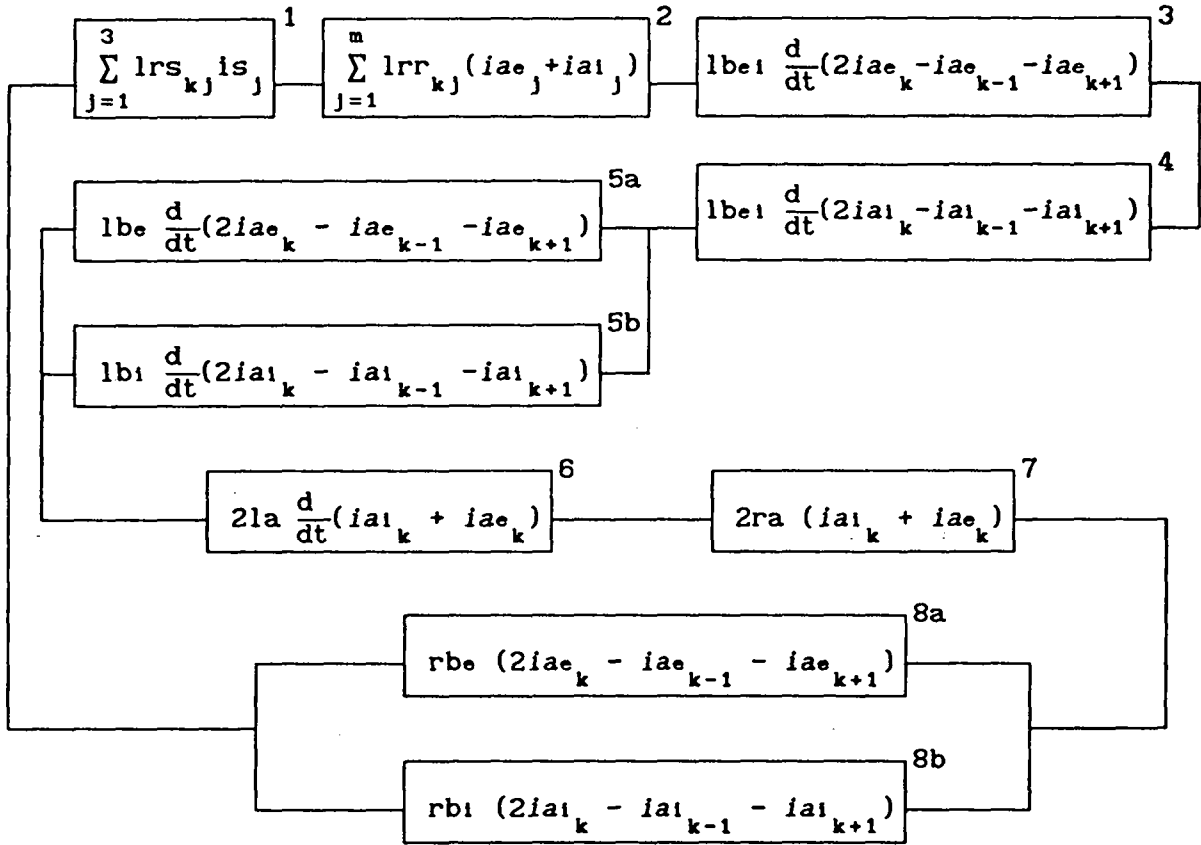 1
3
∑ lrs_kj is_j
j=1
2
m
∑ lrr_kj (iae_j+iai_j)
j=1
3
lbei d/dt(2iae_k-iae_k-1-iae_k+1)
4
lbei d/dt(2iai_k-iai_k-1-iai_k+1)
5a
lbe d/dt(2iae_k - iae_k-1 -iae_k+1)
5b
lbi d/dt(2iai_k - iai_k-1 -iai_k+1)
6
2la d/dt(iai_k + iae_k)
7
2ra (iai_k + iae_k)
8a
rbe (2iae_k - iae_k-1 - iae_k+1)
8b
rbi (2iai_k - iai_k-1 - iai_k+1)